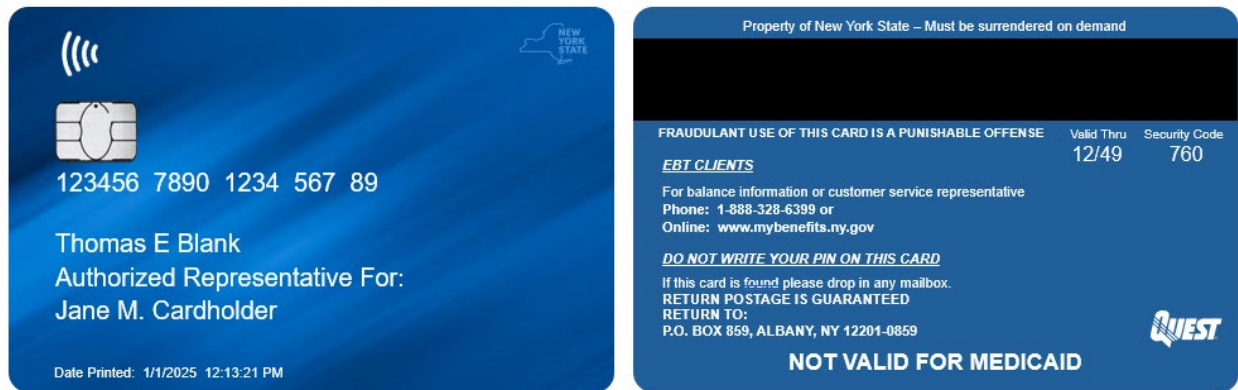 NEW
YORK
STATE
123456 7890 1234 567 89
Thomas E Blank
Authorized Representative For:
Jane M. Cardholder
Date Printed: 1/1/2025 12:13:21 PM
Property of New York State – Must be surrendered on demand
FRAUDULANT USE OF THIS CARD IS A PUNISHABLE OFFENSE
Valid Thru Security Code
12/49 760
EBT CLIENTS
For balance information or customer service representative
Phone: 1-888-328-6399 or
Online: www.mybenefits.ny.gov
DO NOT WRITE YOUR PIN ON THIS CARD
If this card is found please drop in any mailbox.
RETURN POSTAGE IS GUARANTEED
RETURN TO:
P.O. BOX 859, ALBANY, NY 12201-0859
QUEST
NOT VALID FOR MEDICAID